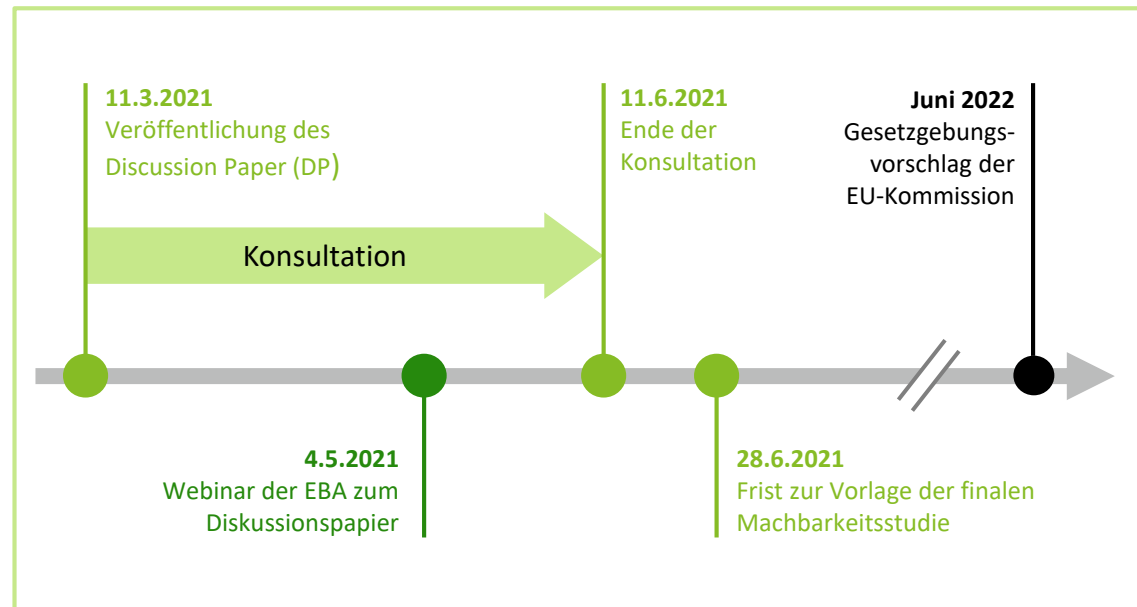 11.3.2021
Veröffentlichung des
Discussion Paper (DP)
11.6.2021
Ende der
Konsultation
Juni 2022
Gesetzgebungs-
vorschlag der
EU-Kommission
Konsultation
4.5.2021
Webinar der EBA zum
Diskussionspapier
28.6.2021
Frist zur Vorlage der finalen
Machbarkeitsstudie